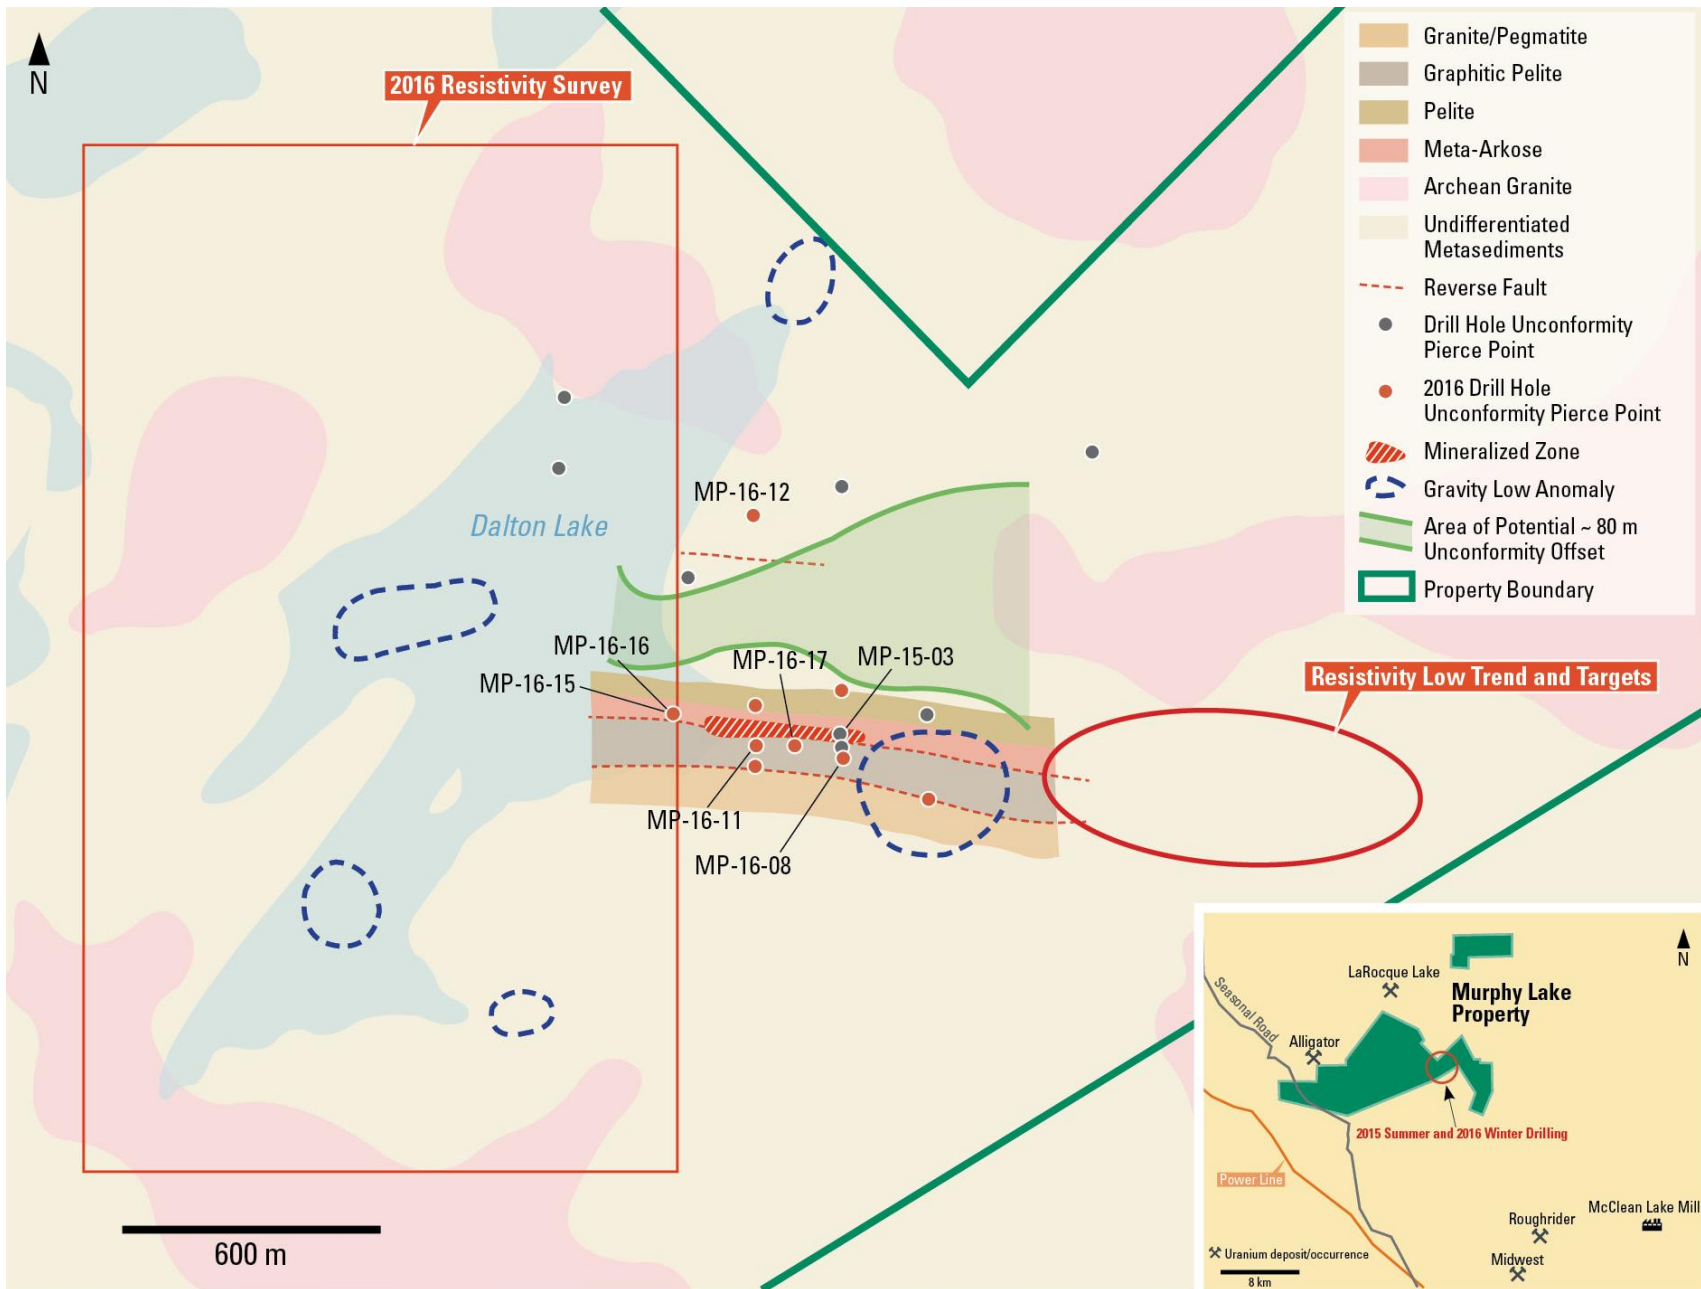 N
2016 Resistivity Survey
Granite/Pegmatite
Graphitic Pelite
Pelite
Meta-Arkose
Archean Granite
Undifferentiated
Metasediments
Reverse Fault
Drill Hole Unconformity
Pierce Point
2016 Drill Hole
Unconformity Pierce Point
Mineralized Zone
Gravity Low Anomaly
Area of Potential ~ 80 m
Unconformity Offset
Property Boundary
MP-16-12
Dalton Lake
MP-16-16
MP-16-17
MP-15-03
MP-16-15
Resistivity Low Trend and Targets
MP-16-11
MP-16-08
600 m
N
LaRocque Lake
Seasonal Road
Murphy Lake
Property
Alligator
2015 Summer and 2016 Winter Drilling
Power Line
McClean Lake Mill
Roughrider
Uranium deposit/occurrence
Midwest
8 km